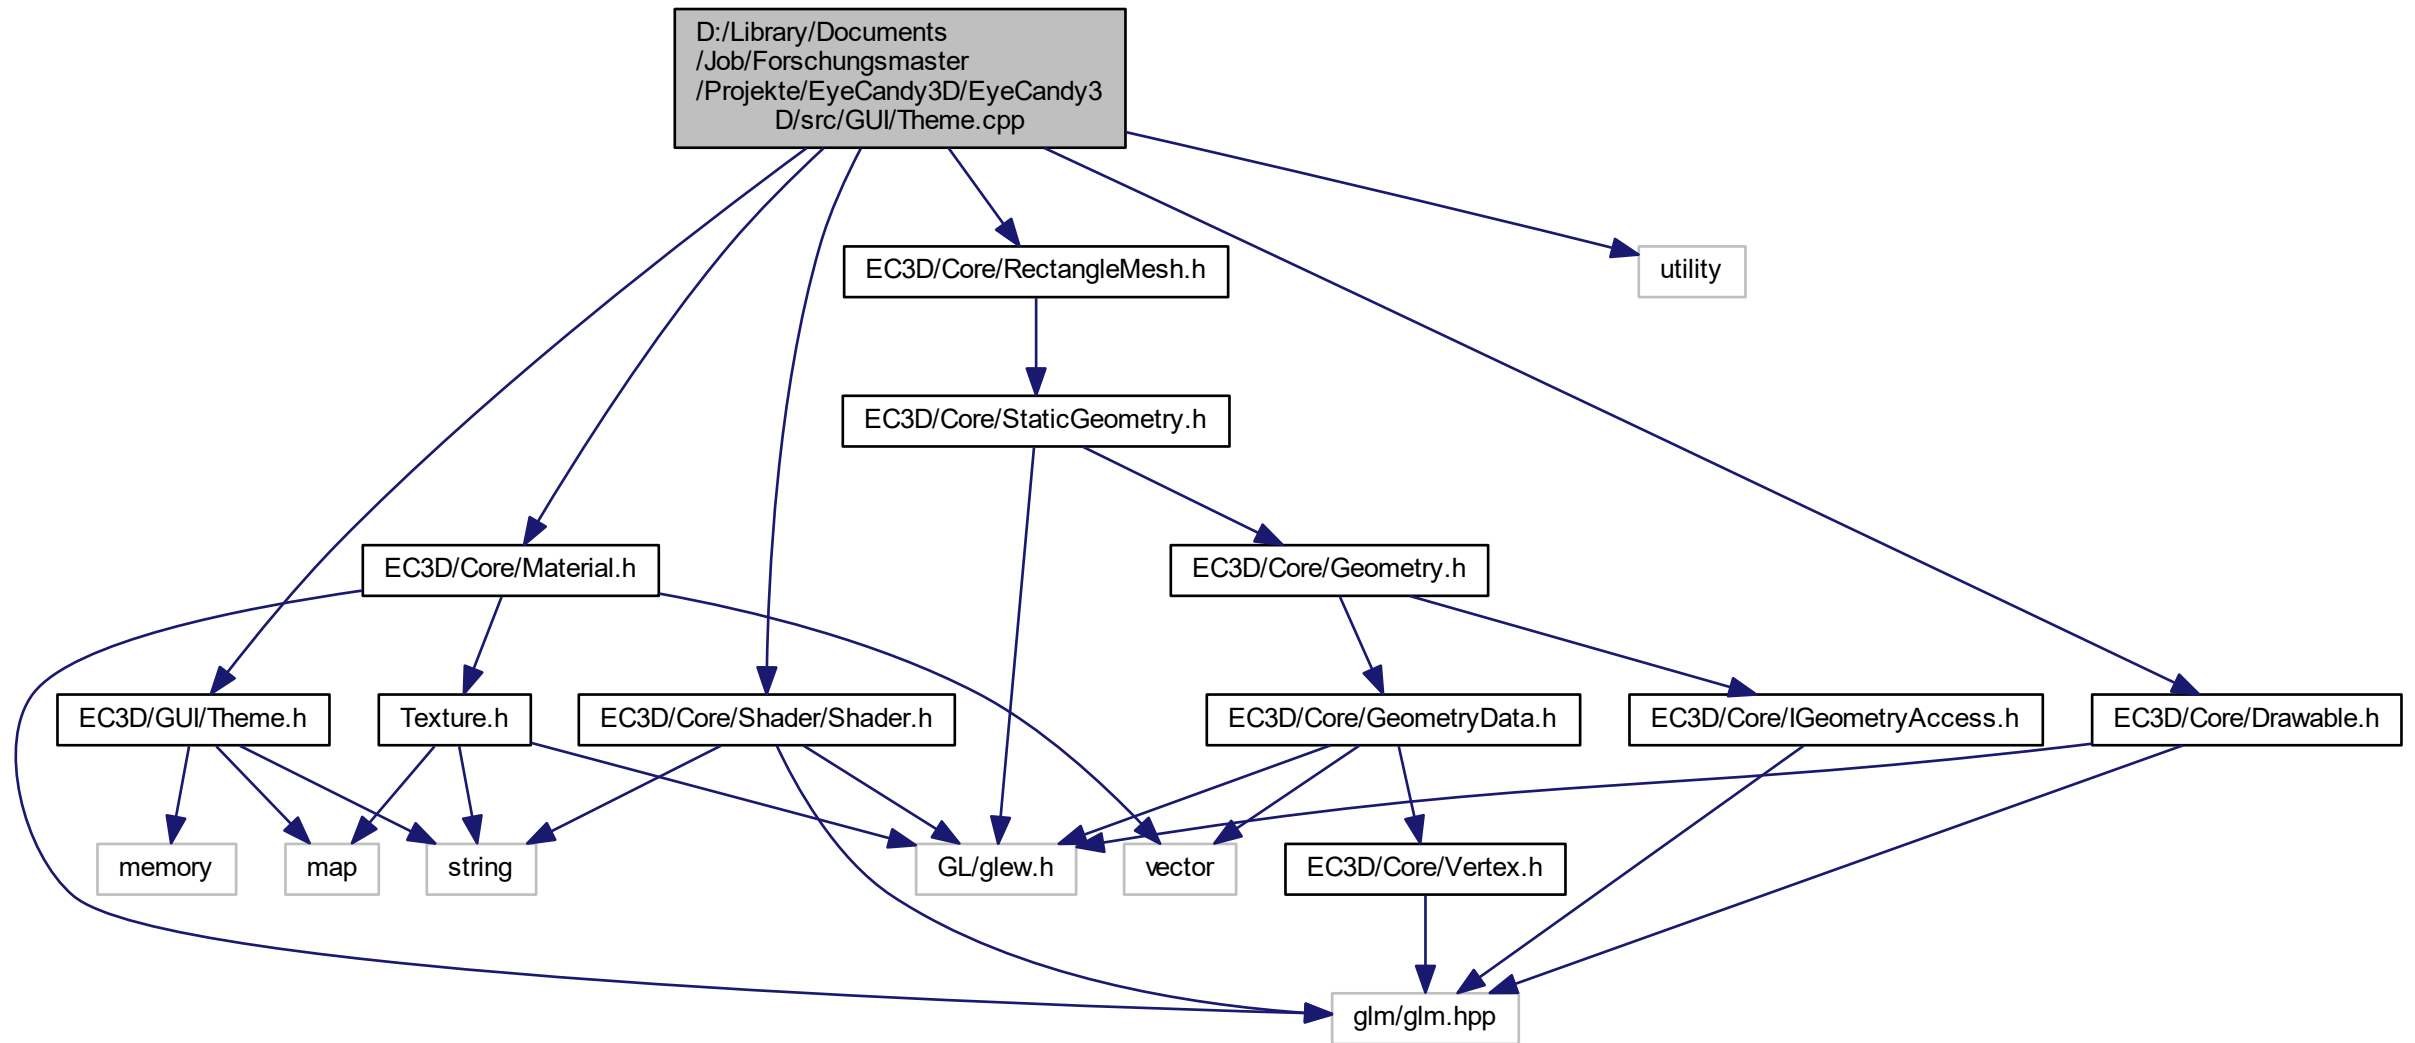 D:/Library/Documents
/Job/Forschungsmaster
/Projekte/EyeCandy3D/EyeCandy3
D/src/GUI/Theme.cpp
EC3D/Core/RectangleMesh.h
utility
EC3D/Core/StaticGeometry.h
EC3D/Core/Material.h
EC3D/Core/Geometry.h
EC3D/GUI/Theme.h
Texture.h
EC3D/Core/Shader/Shader.h
EC3D/Core/GeometryData.h
EC3D/Core/IGeometryAccess.h
EC3D/Core/Drawable.h
memory
map
string
GL/glew.h
vector
EC3D/Core/Vertex.h
glm/glm.hpp